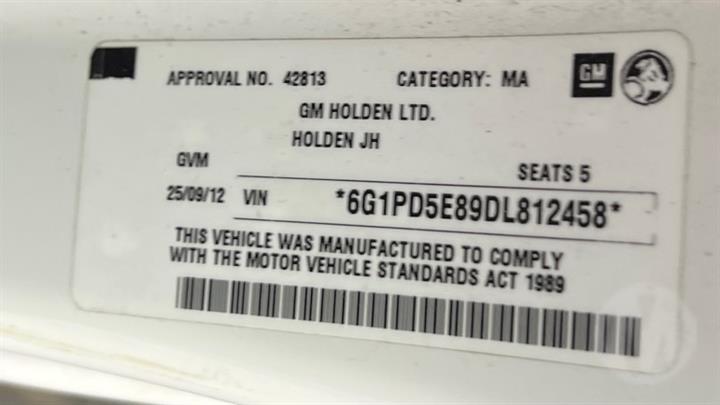 APPROVAL NO. 42813 CATEGORY: MA GM
GM HOLDEN LTD.
HOLDEN JH
GVM SEATS 5
25/09/12 VIN *6G1PD5E89DL812458*
THIS VEHICLE WAS MANUFACTURED TO COMPLY
WITH THE MOTOR VEHICLE STANDARDS ACT 1989